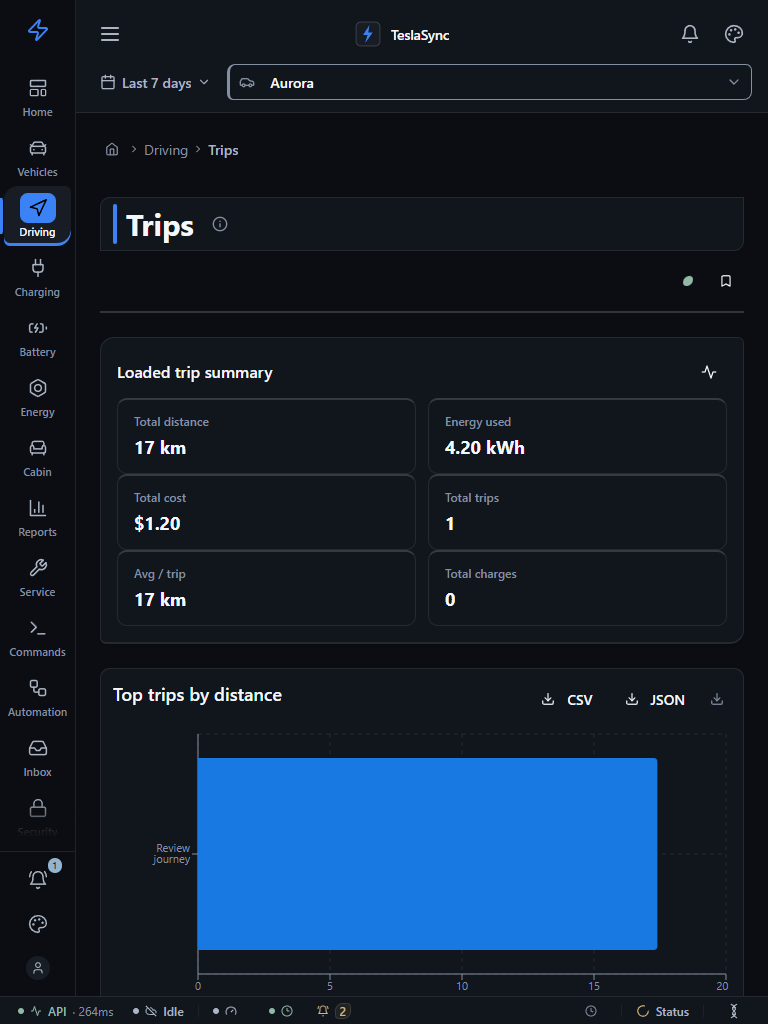 TeslaSync
Last 7 days
Aurora
Home
Vehicles
Driving
Charging
Battery
Energy
Cabin
Reports
Service
Commands
Automation
Inbox
Security
1
Driving > Trips
Trips
Loaded trip summary
Total distance
17 km
Energy used
4.20 kWh
Total cost
$1.20
Total trips
1
Avg / trip
17 km
Total charges
0
Top trips by distance
CSV
JSON
Review
journey
0 5 10 15 20
API · 264ms
Idle
2
Status